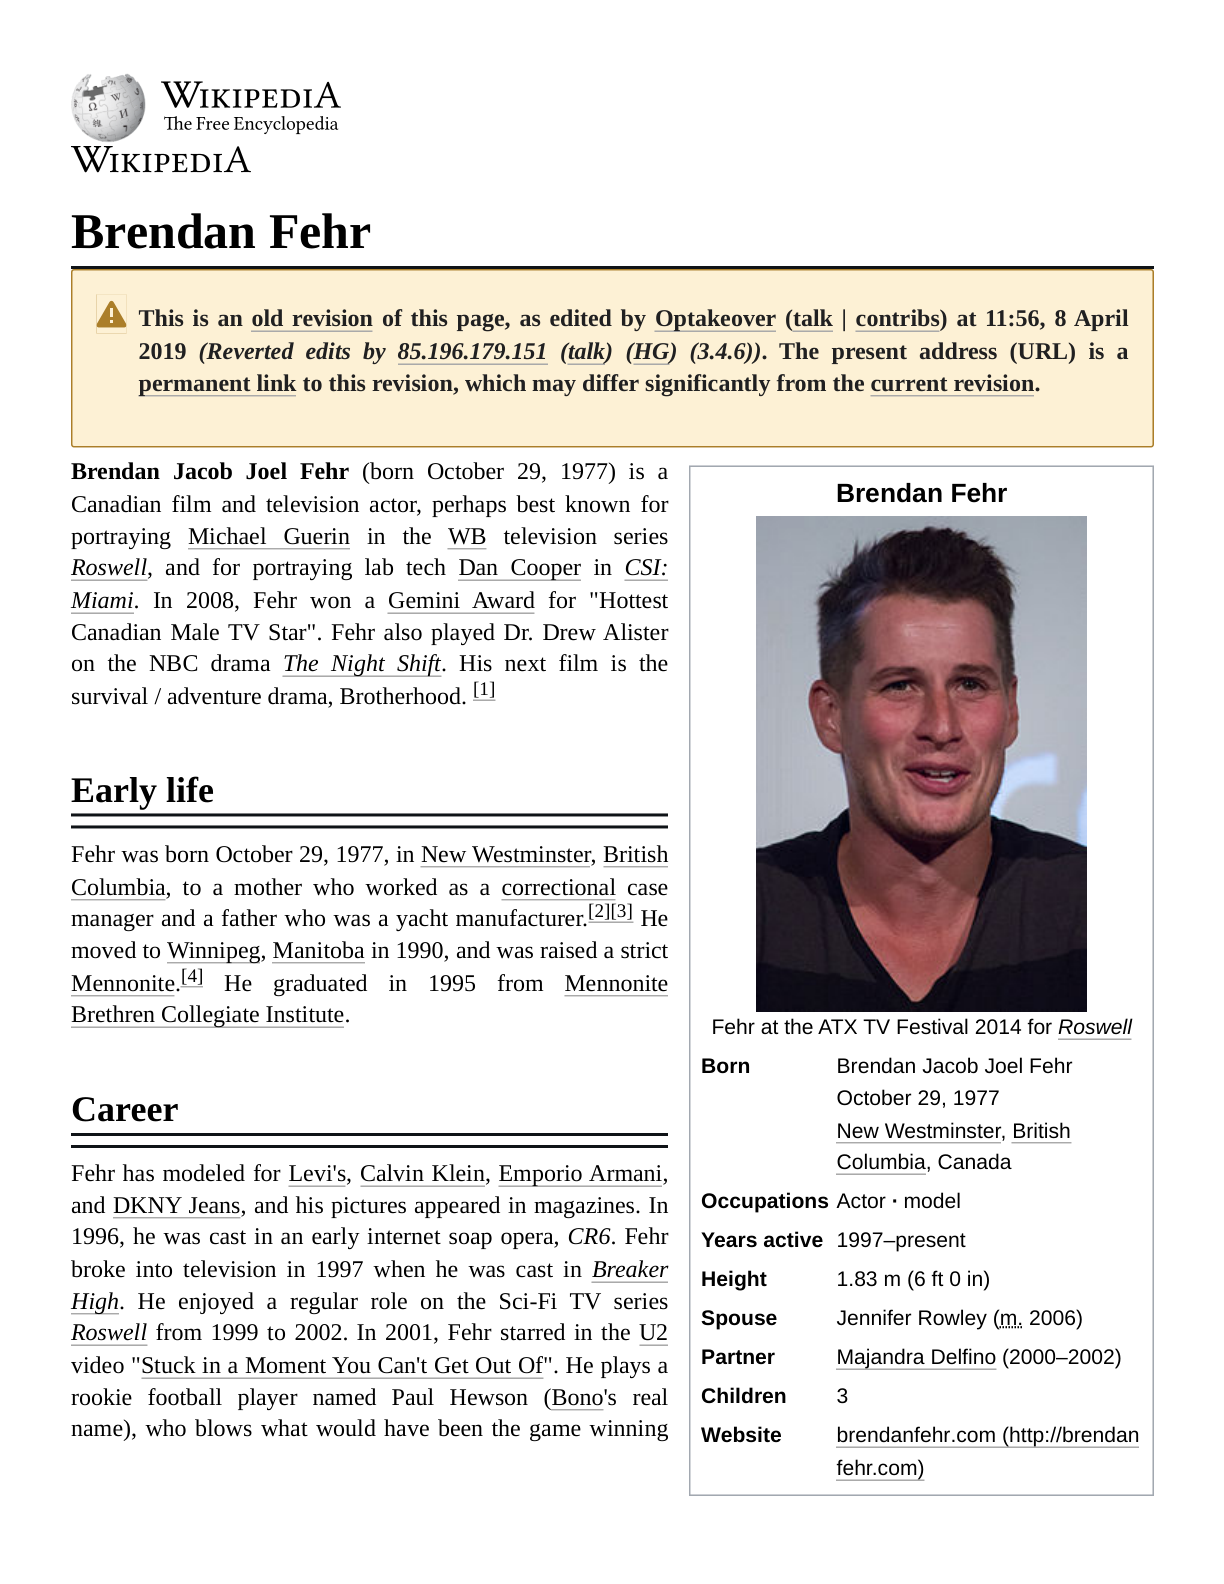 WIKIPEDIA
The Free Encyclopedia
WIKIPEDIA
Brendan Fehr
This is an old revision of this page, as edited by Optakeover (talk | contribs) at 11:56, 8 April
2019 (Reverted edits by 85.196.179.151 (talk) (HG) (3.4.6)). The present address (URL) is a
permanent link to this revision, which may differ significantly from the current revision.
Brendan Jacob Joel Fehr (born October 29, 1977) is a
Canadian film and television actor, perhaps best known for
portraying Michael Guerin in the WB television series
Roswell, and for portraying lab tech Dan Cooper in CSI:
Miami. In 2008, Fehr won a Gemini Award for "Hottest
Canadian Male TV Star". Fehr also played Dr. Drew Alister
on the NBC drama The Night Shift. His next film is the
survival / adventure drama, Brotherhood. [1]
Early life
Fehr was born October 29, 1977, in New Westminster, British
Columbia, to a mother who worked as a correctional case
manager and a father who was a yacht manufacturer.[2][3] He
moved to Winnipeg, Manitoba in 1990, and was raised a strict
Mennonite.[4] He graduated in 1995 from Mennonite
Brethren Collegiate Institute.
Career
Fehr has modeled for Levi's, Calvin Klein, Emporio Armani,
and DKNY Jeans, and his pictures appeared in magazines. In
1996, he was cast in an early internet soap opera, CR6. Fehr
broke into television in 1997 when he was cast in Breaker
High. He enjoyed a regular role on the Sci-Fi TV series
Roswell from 1999 to 2002. In 2001, Fehr starred in the U2
video "Stuck in a Moment You Can't Get Out Of". He plays a
rookie football player named Paul Hewson (Bono's real
name), who blows what would have been the game winning
Brendan Fehr
Fehr at the ATX TV Festival 2014 for Roswell
Born Brendan Jacob Joel Fehr
October 29, 1977
New Westminster, British
Columbia, Canada
Occupations Actor · model
Years active 1997–present
Height 1.83 m (6 ft 0 in)
Spouse Jennifer Rowley (m. 2006)
Partner Majandra Delfino (2000–2002)
Children 3
Website brendanfehr.com (http://brendan
fehr.com)